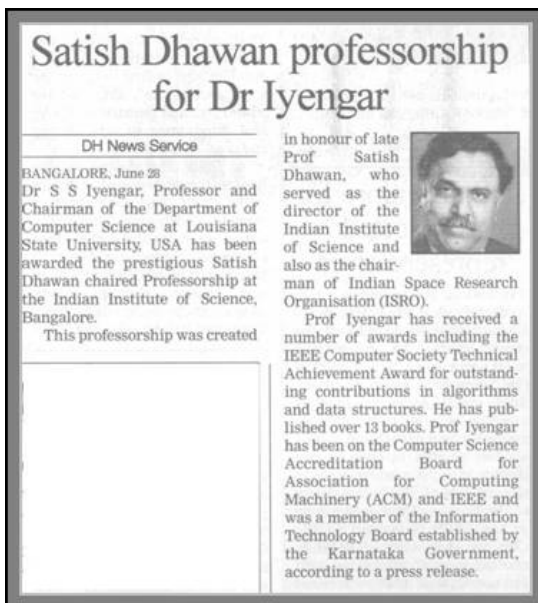 Satish Dhawan professorship
for Dr Iyengar
DH News Service
BANGALORE, June 28
Dr S S Iyengar, Professor and
Chairman of the Department of
Computer Science at Louisiana
State University, USA has been
awarded the prestigious Satish
Dhawan chaired Professorship at
the Indian Institute of Science,
Bangalore.
This professorship was created
in honour of late
Prof Satish
Dhawan, who
served as the
director of the
Indian Institute
of Science and
also as the chair-
man of Indian Space Research
Organisation (ISRO).
Prof Iyengar has received a
number of awards including the
IEEE Computer Society Technical
Achievement Award for outstand-
ing contributions in algorithms
and data structures. He has pub-
lished over 13 books. Prof Iyengar
has been on the Computer Science
Accreditation Board for
Association for Computing
Machinery (ACM) and IEEE and
was a member of the Information
Technology Board established by
the Karnataka Government,
according to a press release.